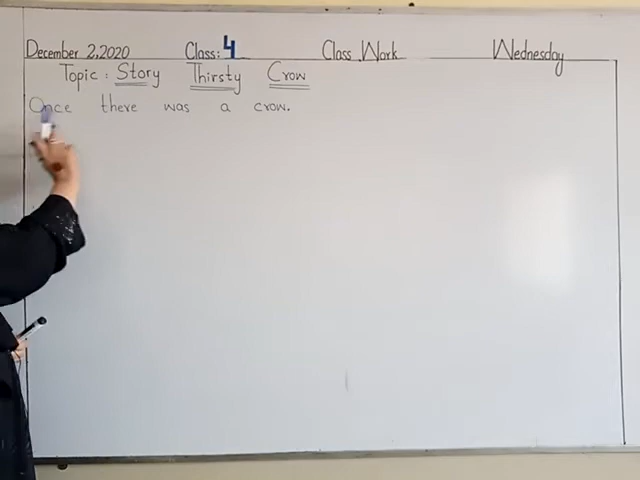 December 2,2020 Class: 4 Class Work Wednesday
Topic : Story Thirsty Crow
Once there was a crow.